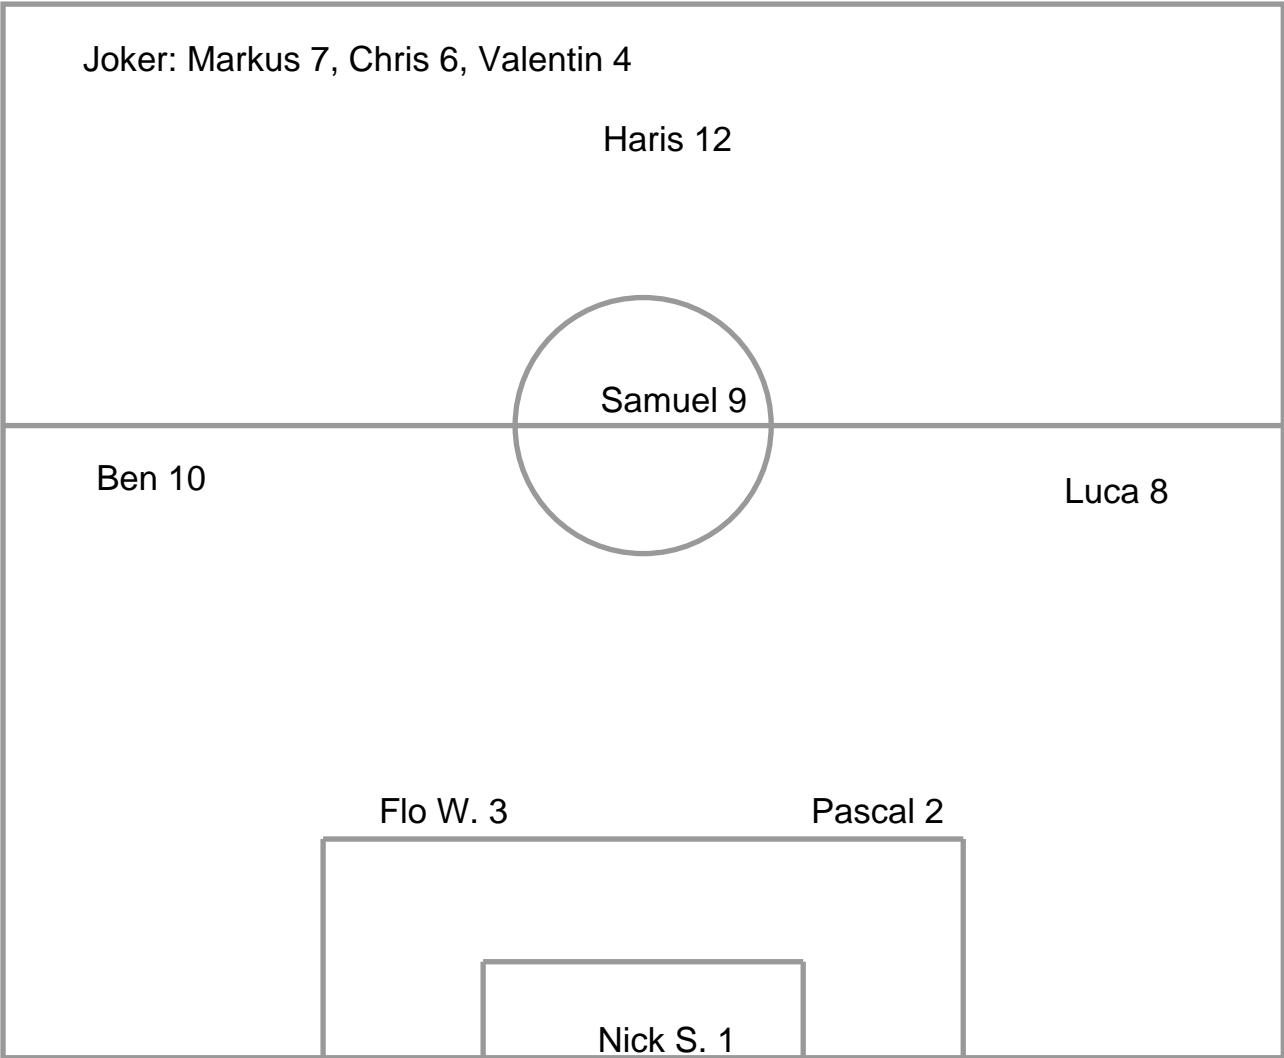 Joker: Markus 7, Chris 6, Valentin 4
Haris 12
Samuel 9
Ben 10
Luca 8
Flo W. 3
Pascal 2
Nick S. 1